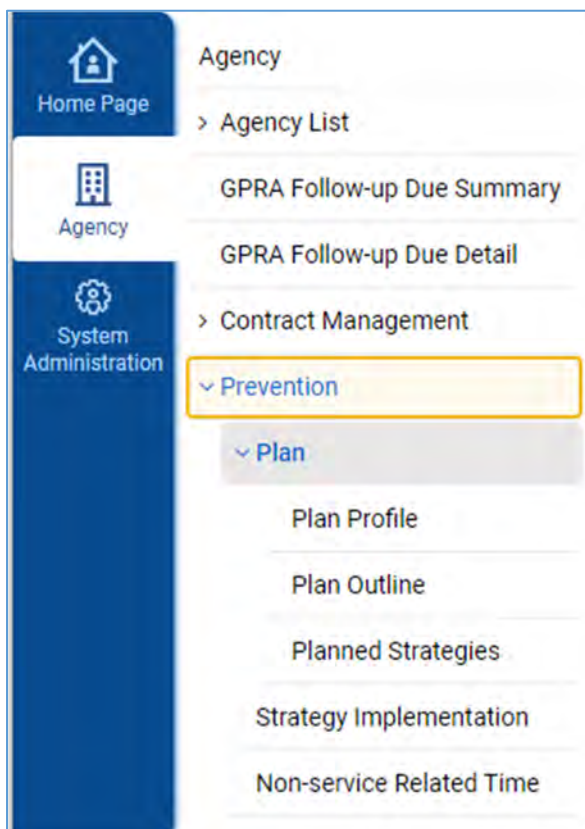 Home Page
Agency
System
Administration
Agency
Agency List
GPRA Follow-up Due Summary
GPRA Follow-up Due Detail
Contract Management
Prevention
Plan
Plan Profile
Plan Outline
Planned Strategies
Strategy Implementation
Non-service Related Time